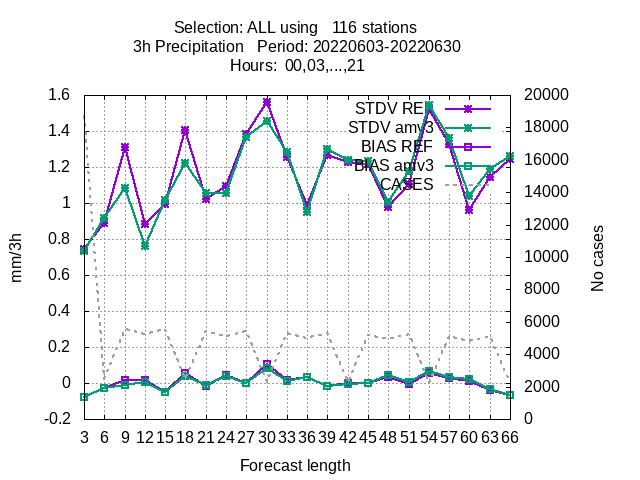 Selection: ALL using   116 stations
3h Precipitation   Period: 20220603-20220630
Hours:  00,03,...,21
1.6
1.4
1.2
1
0.8
0.6
0.4
0.2
0
-0.2
mm/3h
20000
18000
16000
14000
12000
10000
8000
6000
4000
2000
0
No cases
STDV REF
STDV amv3
BIAS REF
BIAS amv3
CASES
3 6 9 12 15 18 21 24 27 30 33 36 39 42 45 48 51 54 57 60 63 66
Forecast length